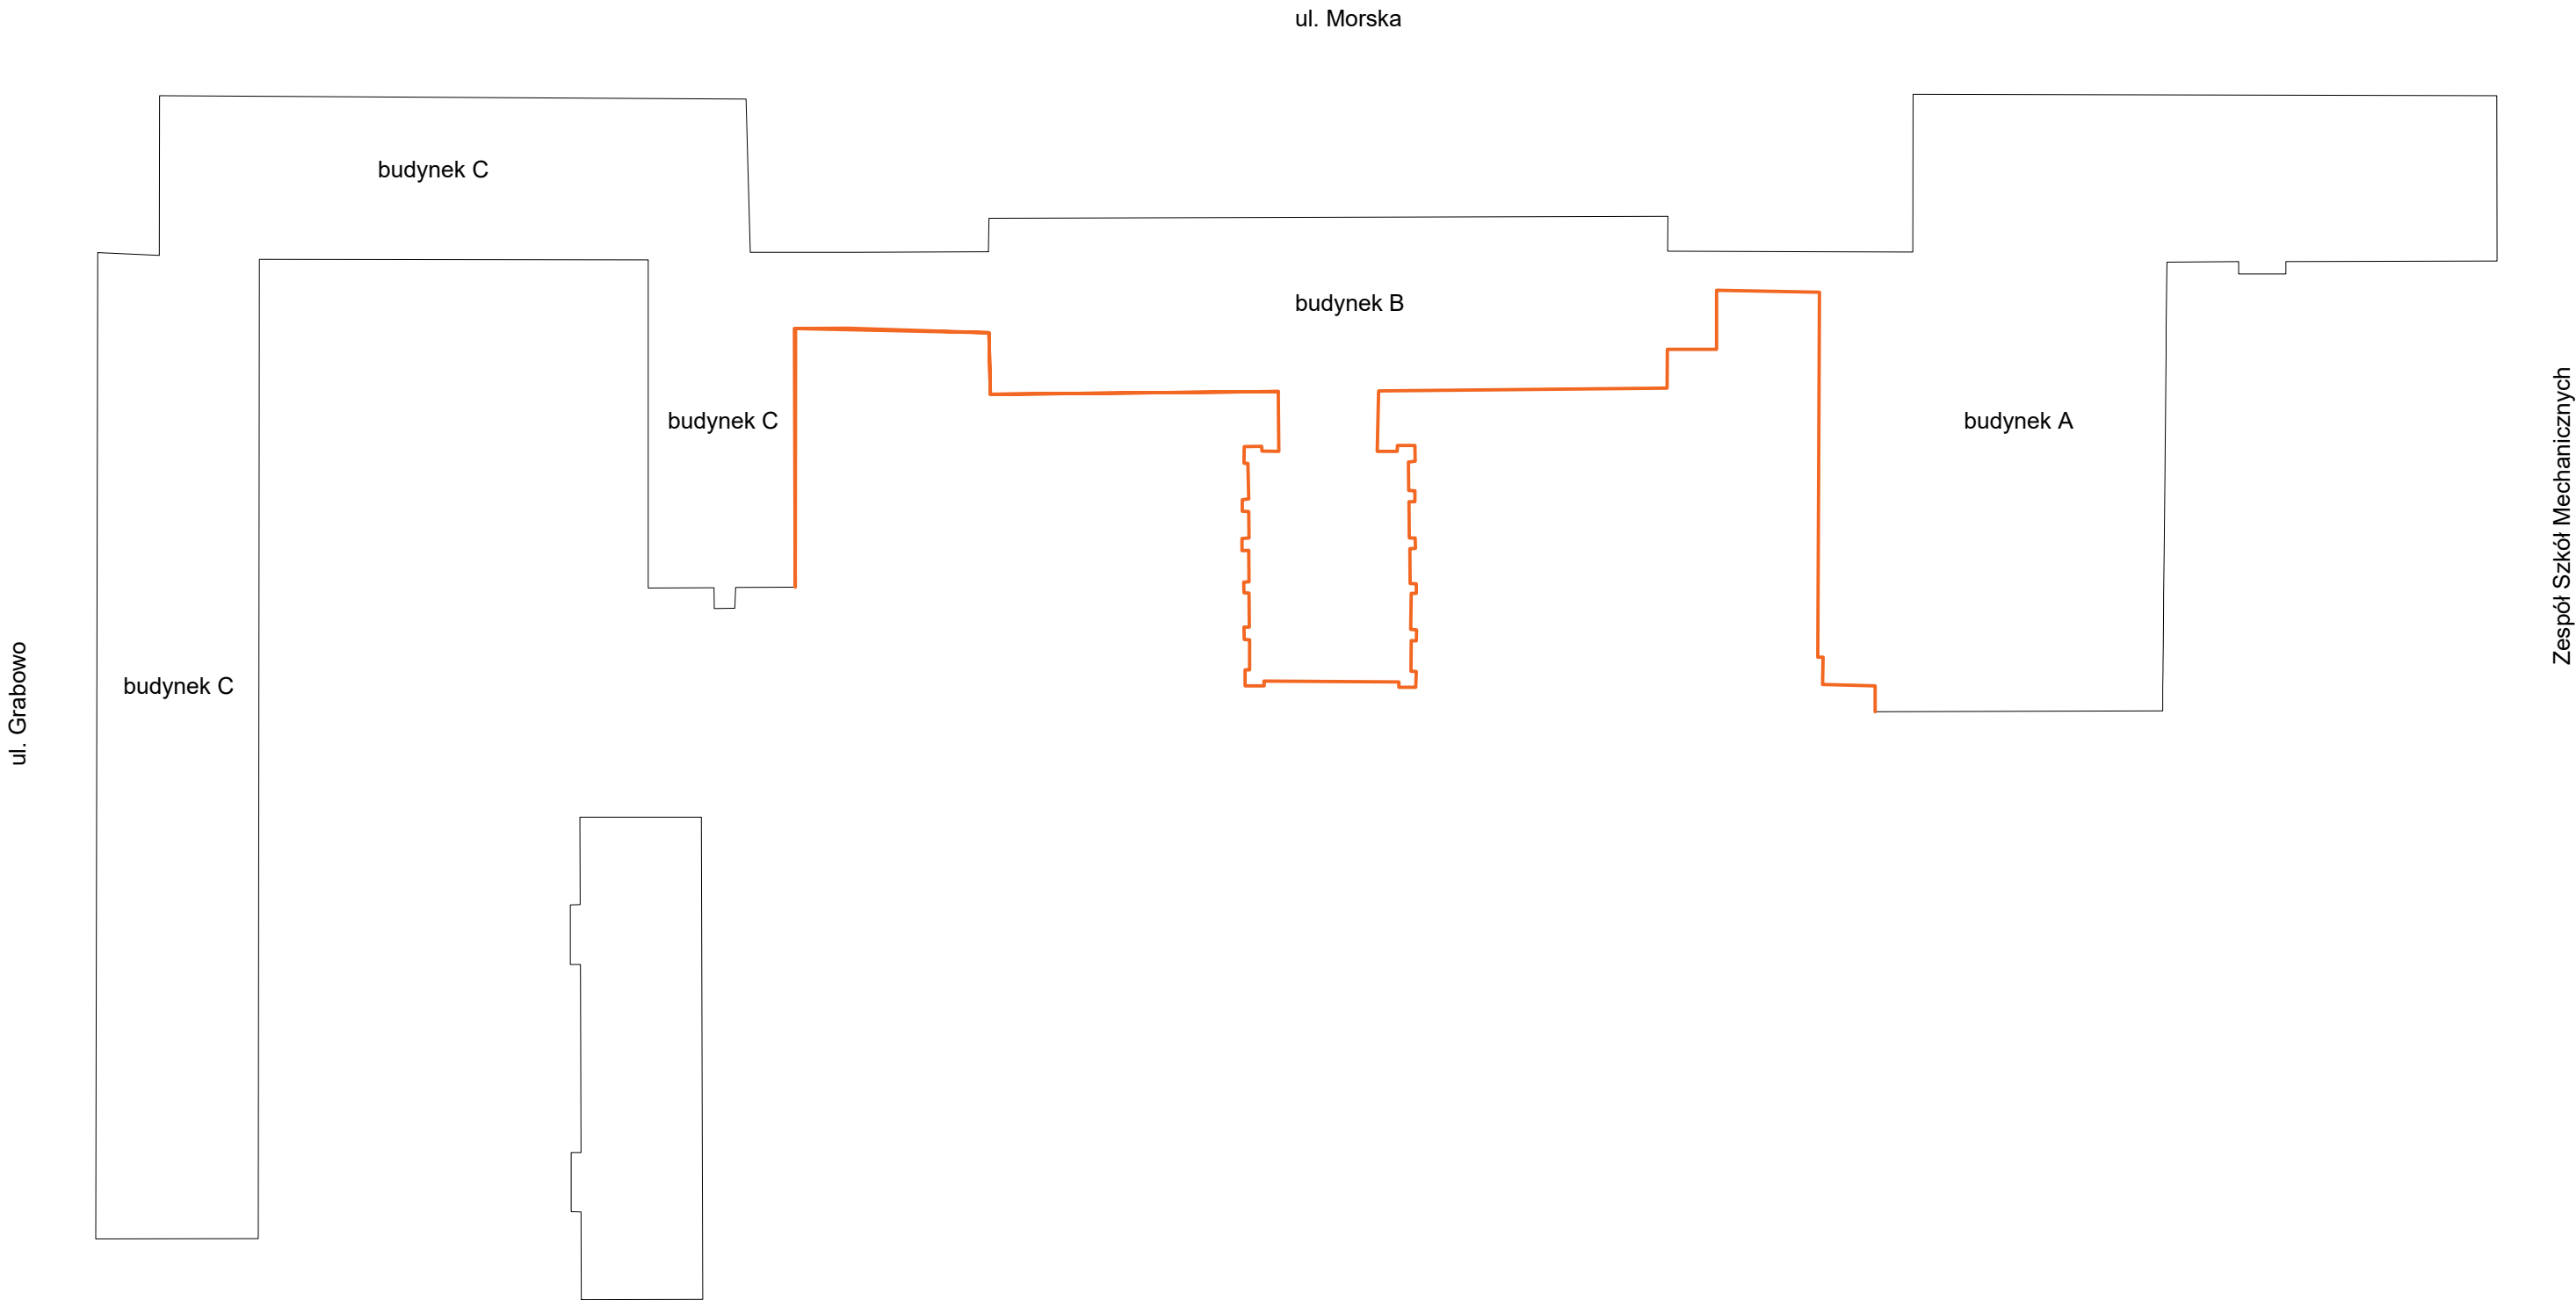 ul. Morska
budynek C
budynek B
budynek C
budynek A
Zespół Szkół Mechanicznych
budynek C
ul. Grabowo